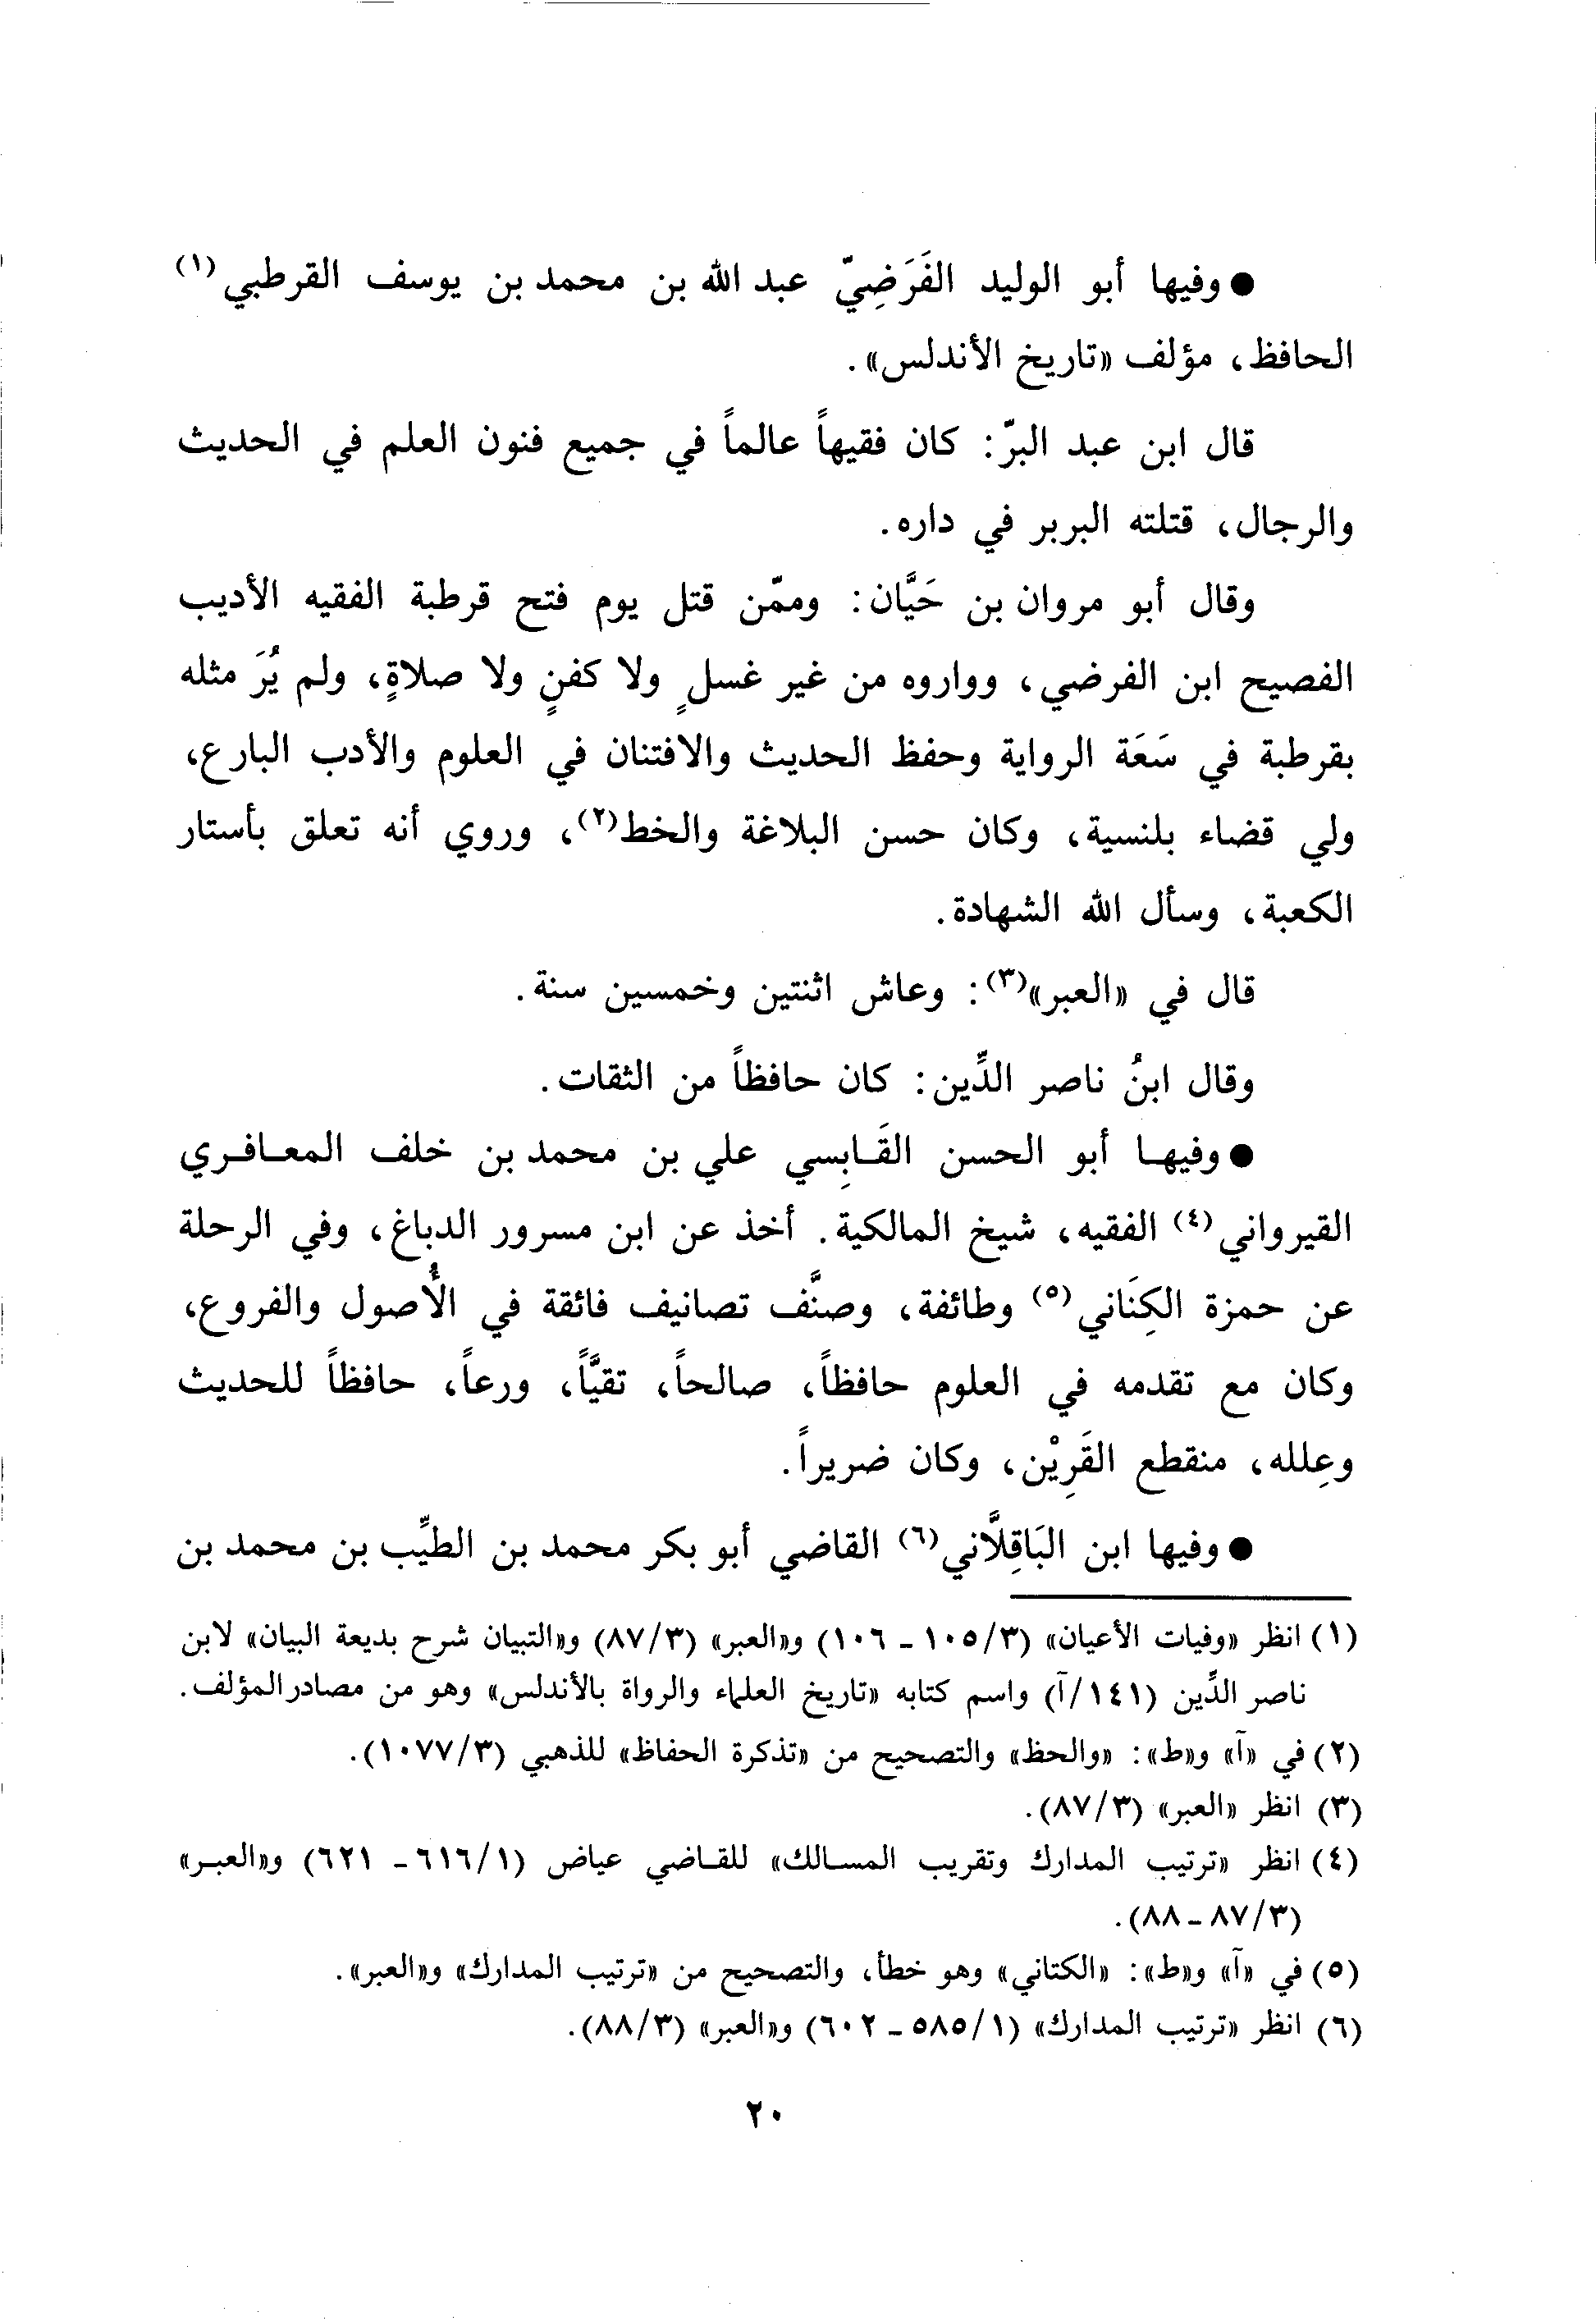 ● وفيها أبو الوليد الفَرَضِيّ عبد الله بن محمد بن يوسف القرطبي (١)
الحافظ، مؤلف «تاريخ الأندلس».
قال ابن عبد البرّ: كان فقيهاً عالماً في جميع فنون العلم في الحديث
والرجال، قتلته البربر في داره.
وقال أبو مروان بن حَيَّان: وممّن قتل يوم فتح قرطبة الفقيه الأديب
الفصيح ابن الفرضي، وواروه من غير غسلٍ ولا كفنٍ ولا صلاةٍ، ولم يُرَ مثله
بقرطبة في سَعَة الرواية وحفظ الحديث والافتنان في العلوم والأدب البارع،
ولي قضاء بلنسية، وكان حسن البلاغة والخط(٢)، وروي أنه تعلق بأستار
الكعبة، وسأل الله الشهادة.
قال في «العبر»(٣): وعاش اثنتين وخمسين سنة.
وقال ابنُ ناصر الدِّين: كان حافظاً من الثقات.
● وفيها أبو الحسن القَابِسي علي بن محمد بن خلف المعافري
القيرواني (٤) الفقيه، شيخ المالكية. أخذ عن ابن مسرور الدباغ، وفي الرحلة
عن حمزة الكِنَاني(٥) وطائفة، وصنَّف تصانيف فائقة في الأُصول والفروع،
وكان مع تقدمه في العلوم حافظاً، صالحاً، تقيَّاً، ورعاً، حافظاً للحديث
وعِلله، منقطع القَرِيْن، وكان ضريراً.
● وفيها ابن البَاقِلَّاني(٦) القاضي أبو بكر محمد بن الطيِّب بن محمد بن
(١) انظر «وفيات الأعيان» (٣/١٠٥ - ١٠٦) و«العبر» (٣/٨٧) و«التبيان شرح بديعة البيان» لابن
ناصر الدِّين (١٤١/آ) واسم كتابه «تاريخ العلماء والرواة بالأندلس» وهو من مصادر المؤلف.
(٢) في «آ» و«ط»: «والحظ» والتصحيح من «تذكرة الحفاظ» للذهبي (٣/١٠٧٧).
(٣) انظر «العبر» (٣/٨٧).
(٤) انظر «ترتيب المدارك وتقريب المسالك» للقاضي عياض (١/٦١٦ - ٦٢١) و«العبر»
(٣/٨٧ - ٨٨).
(٥) في «آ» و«ط»: «الكتاني» وهو خطأ، والتصحيح من «ترتيب المدارك» و«العبر».
(٦) انظر «ترتيب المدارك» (١/٥٨٥ - ٦٠٢) و«العبر» (٣/٨٨).
٢٠